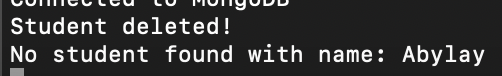 Connected to MongoDB
Student deleted!
No student found with name: Abylay